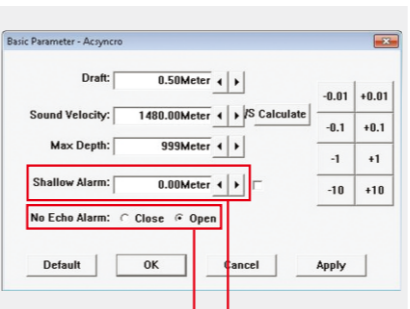 Basic Parameter - Acsyncro
Draft: 0.50Meter
-0.01 +0.01
Sound Velocity: 1480.00Meter /S Calculate
-0.1 +0.1
Max Depth: 999Meter
-1 +1
Shallow Alarm: 0.00Meter
-10 +10
No Echo Alarm: Close Open
Default OK Cancel Apply